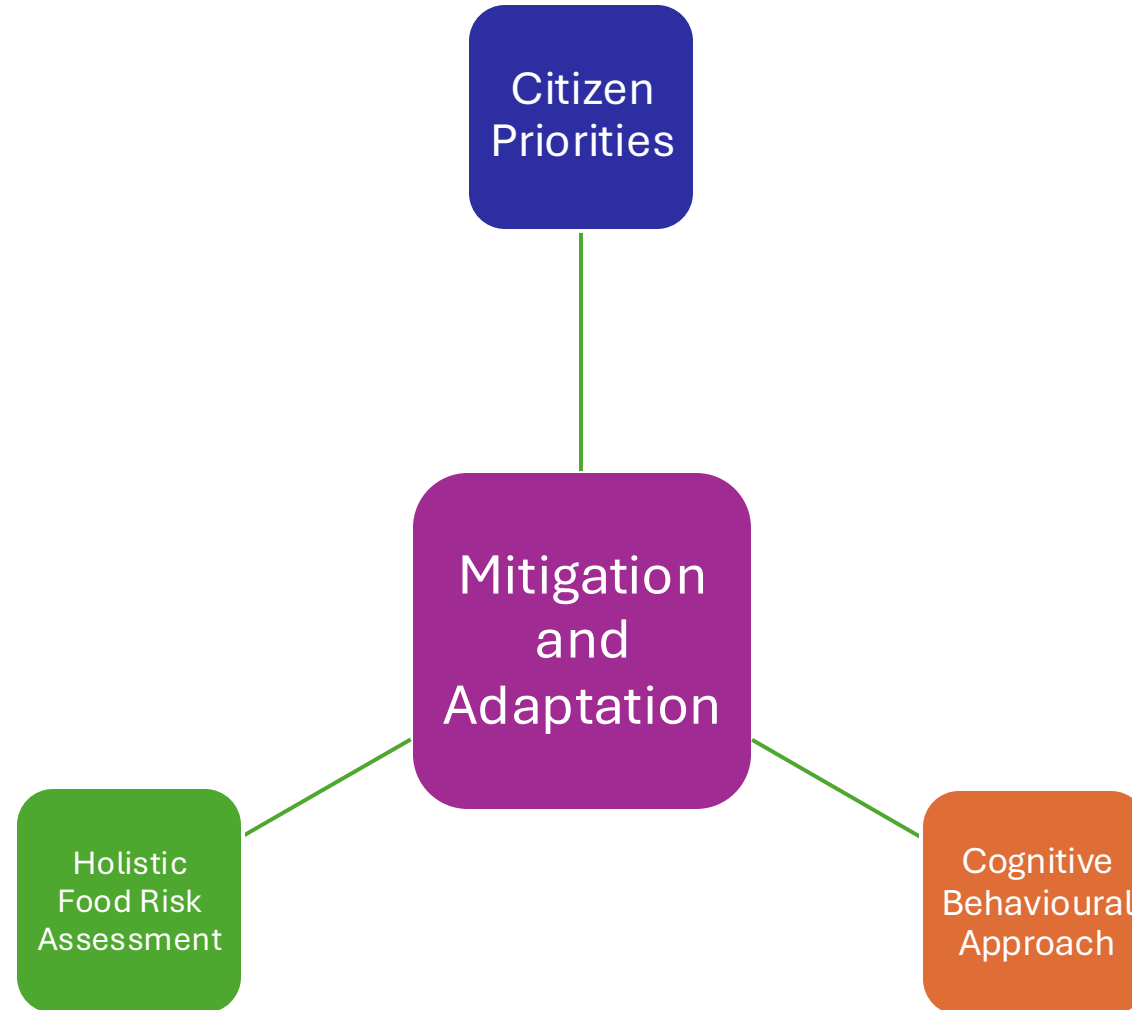 Citizen
Priorities
Mitigation
and
Adaptation
Holistic
Food Risk
Assessment
Cognitive
Behavioural
Approach